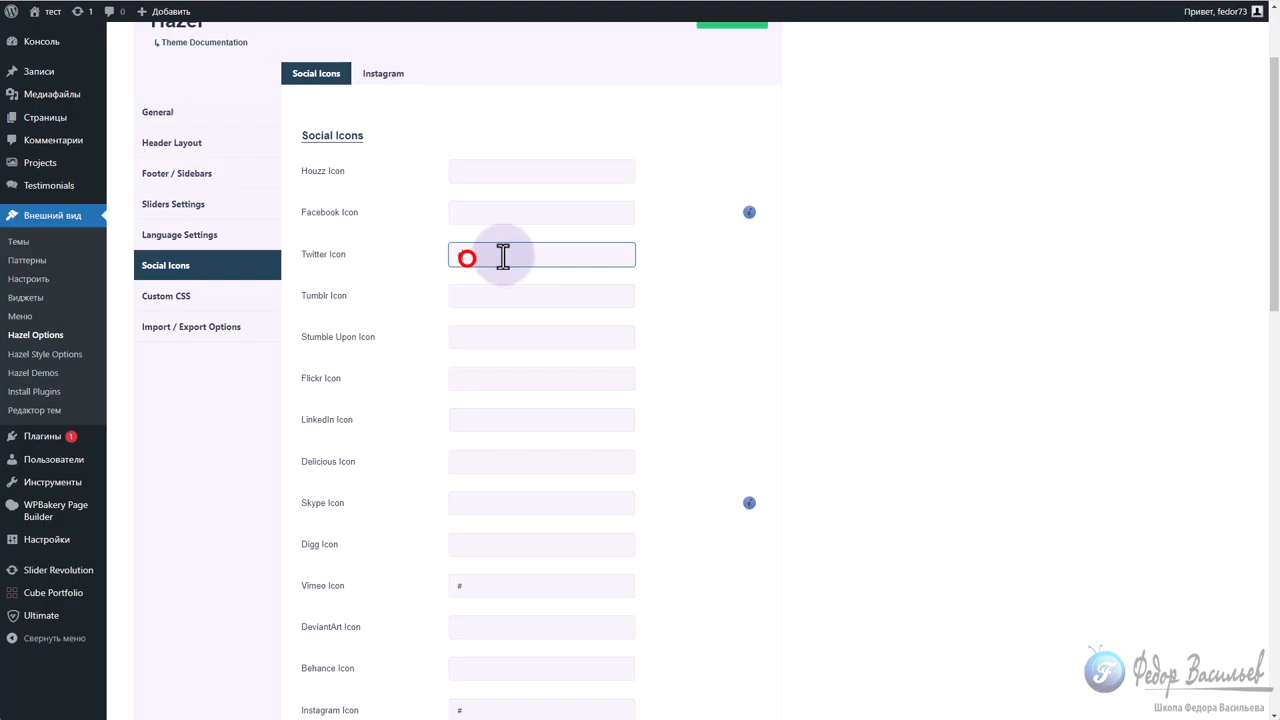 1
0
Добавить
Привет, fedor73
Hazel
Theme Documentation
Консоль
Записи
Медиафайлы
Страницы
Комментарии
Projects
Testimonials
Внешний вид
Темы
Паттерны
Настроить
Виджеты
Меню
Hazel Options
Hazel Style Options
Hazel Demos
Install Plugins
Редактор тем
Плагины 1
Пользователи
Инструменты
WPBakery Page
Builder
Настройки
Slider Revolution
Cube Portfolio
Ultimate
Свернуть меню
General
Header Layout
Footer / Sidebars
Sliders Settings
Language Settings
Social Icons
Custom CSS
Import / Export Options
Social Icons
Instagram
Social Icons
Houzz Icon
Facebook Icon
Twitter Icon
Tumblr Icon
Stumble Upon Icon
Flickr Icon
LinkedIn Icon
Delicious Icon
Skype Icon
Digg Icon
Vimeo Icon #
DeviantArt Icon
Behance Icon
Instagram Icon #
Федор Васильев
Школа Федора Васильева